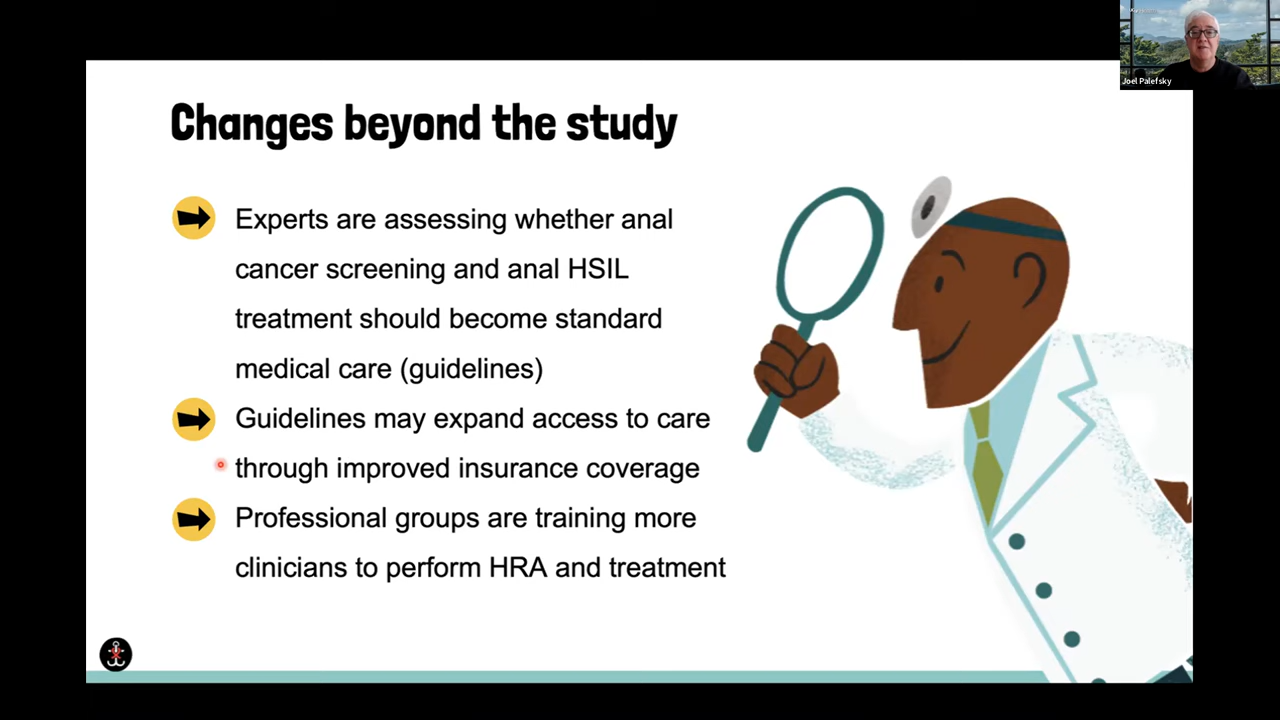 Joel Palefsky
Changes beyond the study
Experts are assessing whether anal
cancer screening and anal HSIL
treatment should become standard
medical care (guidelines)
Guidelines may expand access to care
through improved insurance coverage
Professional groups are training more
clinicians to perform HRA and treatment